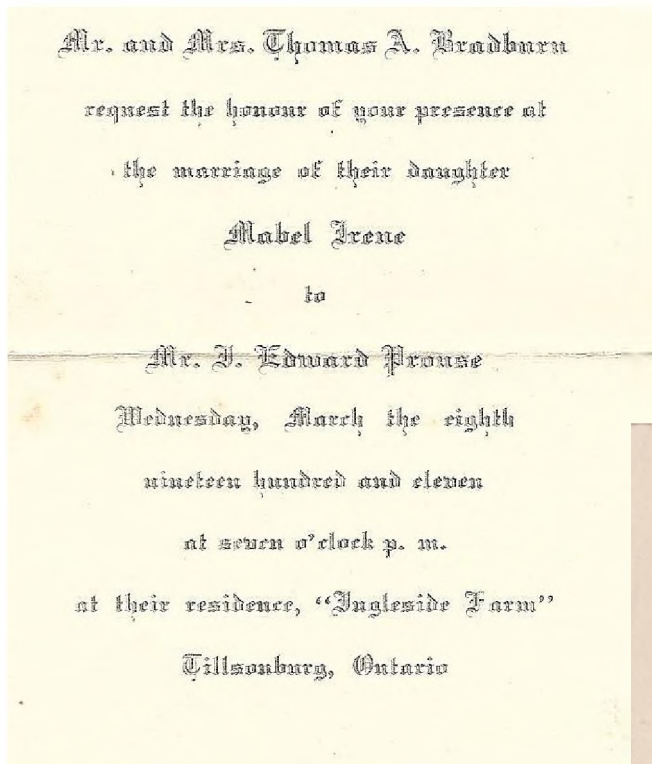 Mr. and Mrs. Thomas A. Bradburn
request the honour of your presence at
the marriage of their daughter
Mabel Irene
to
Mr. J. Edward Prouse
Wednesday, March the eighth
nineteen hundred and eleven
at seven o'clock p. m.
at their residence, "Ingleside Farm"
Tillsonburg, Ontario